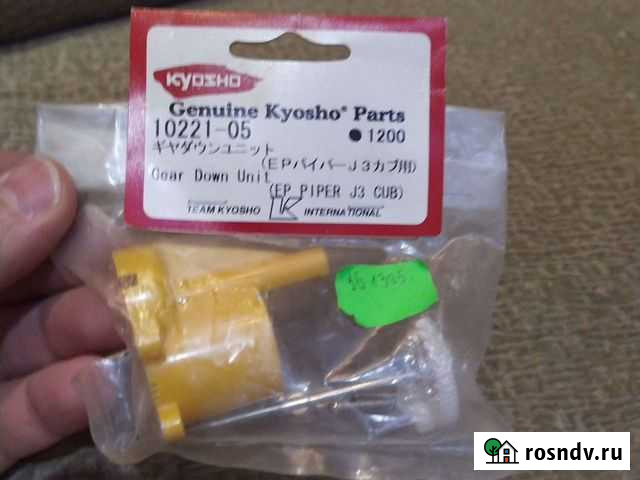 KYOSHO
Genuine Kyosho® Parts
10221-05 ●1200
ギヤダウンユニット
(EPパイパーJ3カブ用)
Gear Down Unit
(EP PIPER J3 CUB)
TEAM KYOSHO INTERNATIONAL
rosndv.ru